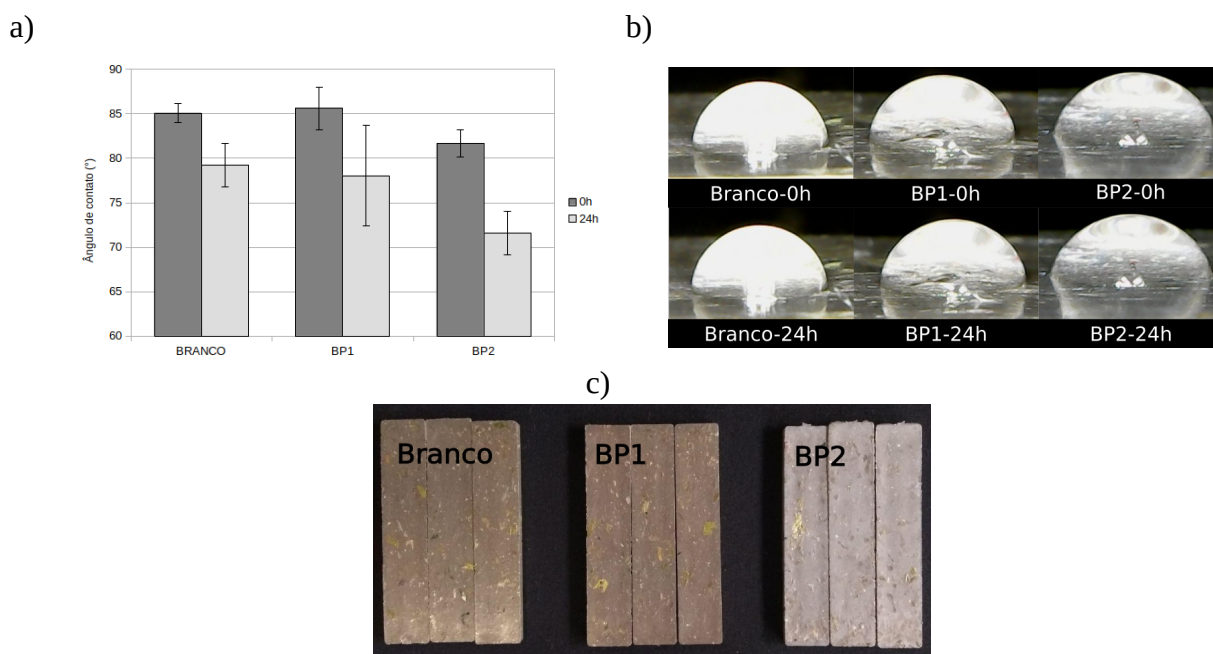 a)
b)
90
85
80
75
70
65
60
Ângulo de contato (°)
BRANCO
BP1
BP2
0h
24h
Branco-0h
BP1-0h
BP2-0h
Branco-24h
BP1-24h
BP2-24h
c)
Branco
BP1
BP2